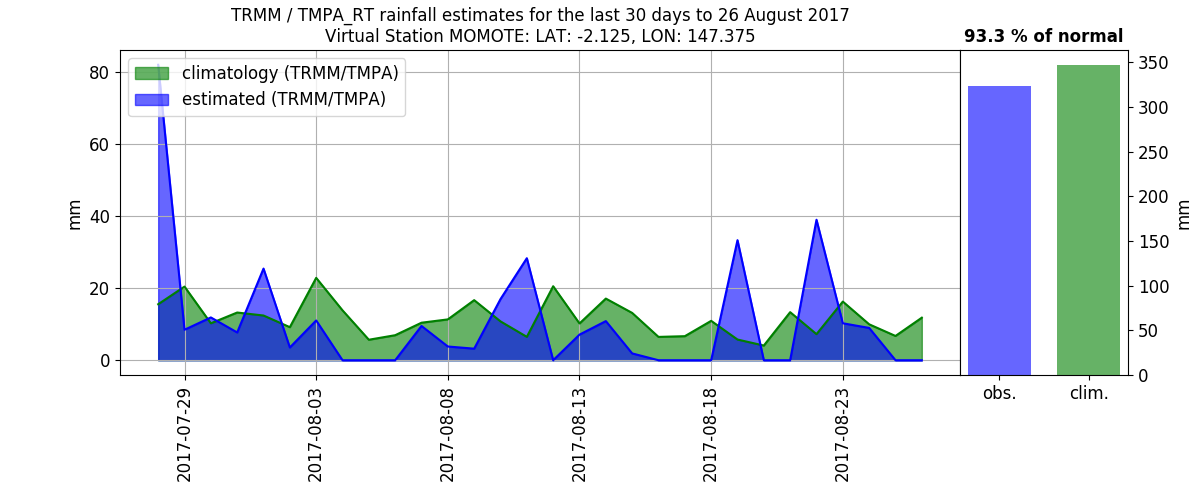 TRMM / TMPA_RT rainfall estimates for the last 30 days to 26 August 2017
Virtual Station MOMOTE: LAT: -2.125, LON: 147.375
93.3 % of normal
climatology (TRMM/TMPA)
estimated (TRMM/TMPA)
mm
80
60
40
20
0
2017-07-29
2017-08-03
2017-08-08
2017-08-13
2017-08-18
2017-08-23
350
300
250
200
150
100
50
0
mm
obs.
clim.